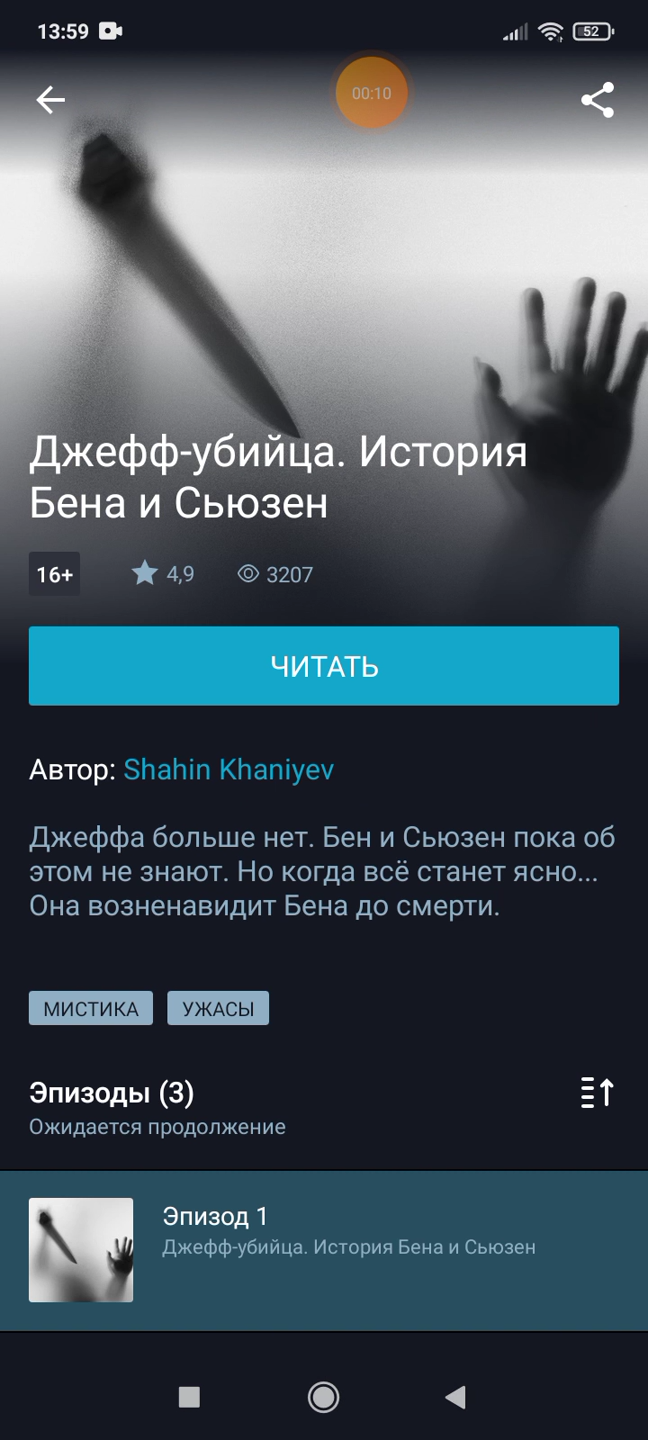 13:59
52
00:10
Джефф-убийца. История
Бена и Сьюзен
16+ 4,9 3207
ЧИТАТЬ
Автор: Shahin Khaniyev
Джеффа больше нет. Бен и Сьюзен пока об
этом не знают. Но когда всё станет ясно...
Она возненавидит Бена до смерти.
МИСТИКА УЖАСЫ
Эпизоды (3)
Ожидается продолжение
Эпизод 1
Джефф-убийца. История Бена и Сьюзен